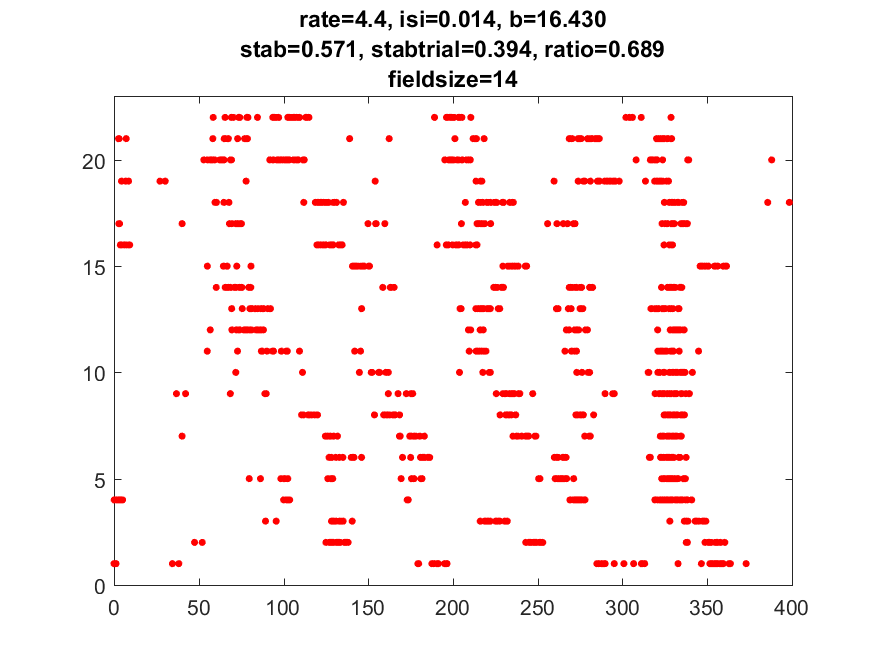 rate=4.4, isi=0.014, b=16.430
stab=0.571, stabtrial=0.394, ratio=0.689
fieldsize=14
20
15
10
5
0
0 50 100 150 200 250 300 350 400